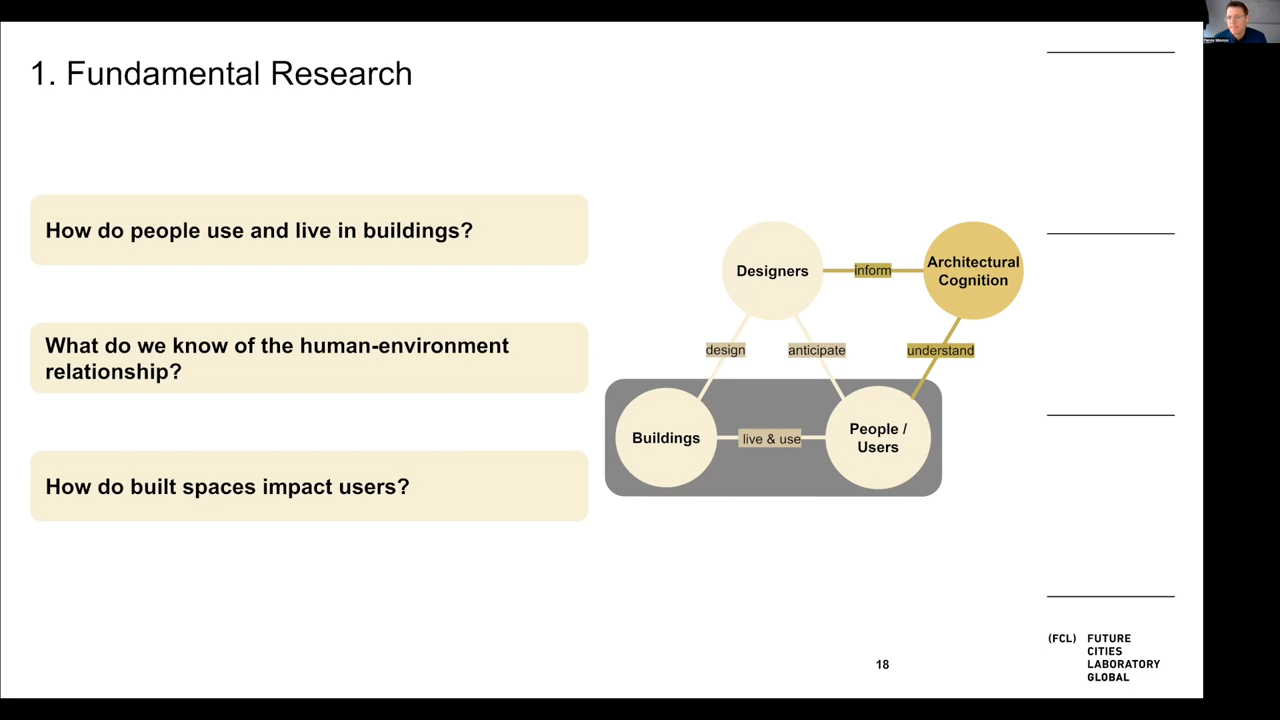 1. Fundamental Research
How do people use and live in buildings?
What do we know of the human-environment
relationship?
How do built spaces impact users?
Designers
inform
Architectural
Cognition
design
anticipate
understand
Buildings
live & use
People /
Users
18
(FCL) FUTURE
CITIES
LABORATORY
GLOBAL